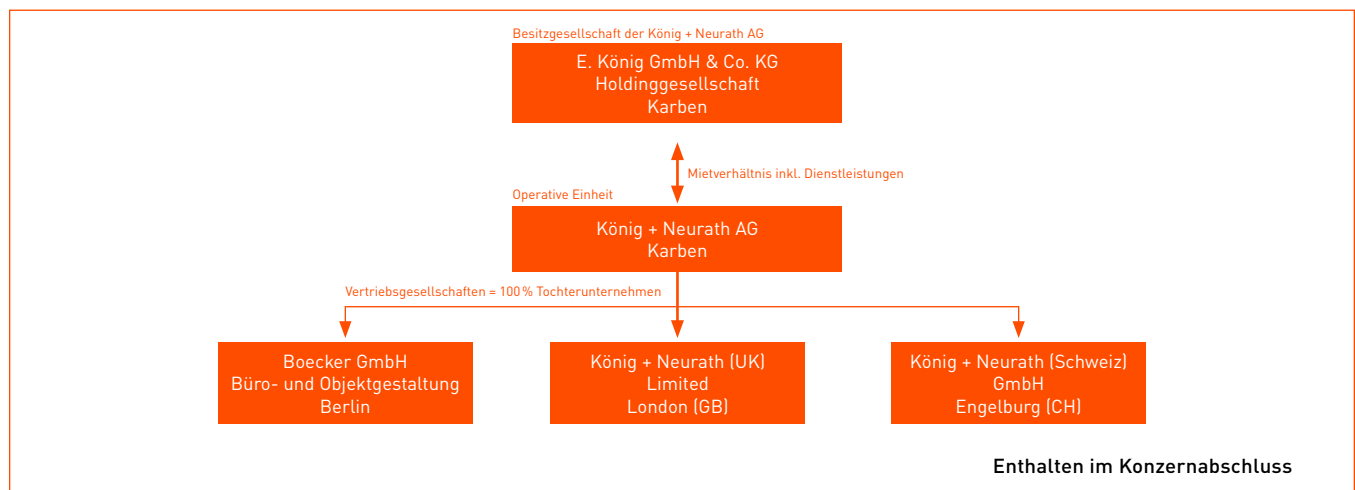 Besitzgesellschaft der König + Neurath AG
E. König GmbH & Co. KG
Holdinggesellschaft
Karben
Mietverhältnis inkl. Dienstleistungen
Operative Einheit
König + Neurath AG
Karben
Vertriebsgesellschaften = 100 % Tochterunternehmen
Boecker GmbH
Büro- und Objektgestaltung
Berlin
König + Neurath (UK)
Limited
London (GB)
König + Neurath (Schweiz)
GmbH
Engelburg (CH)
Enthalten im Konzernabschluss